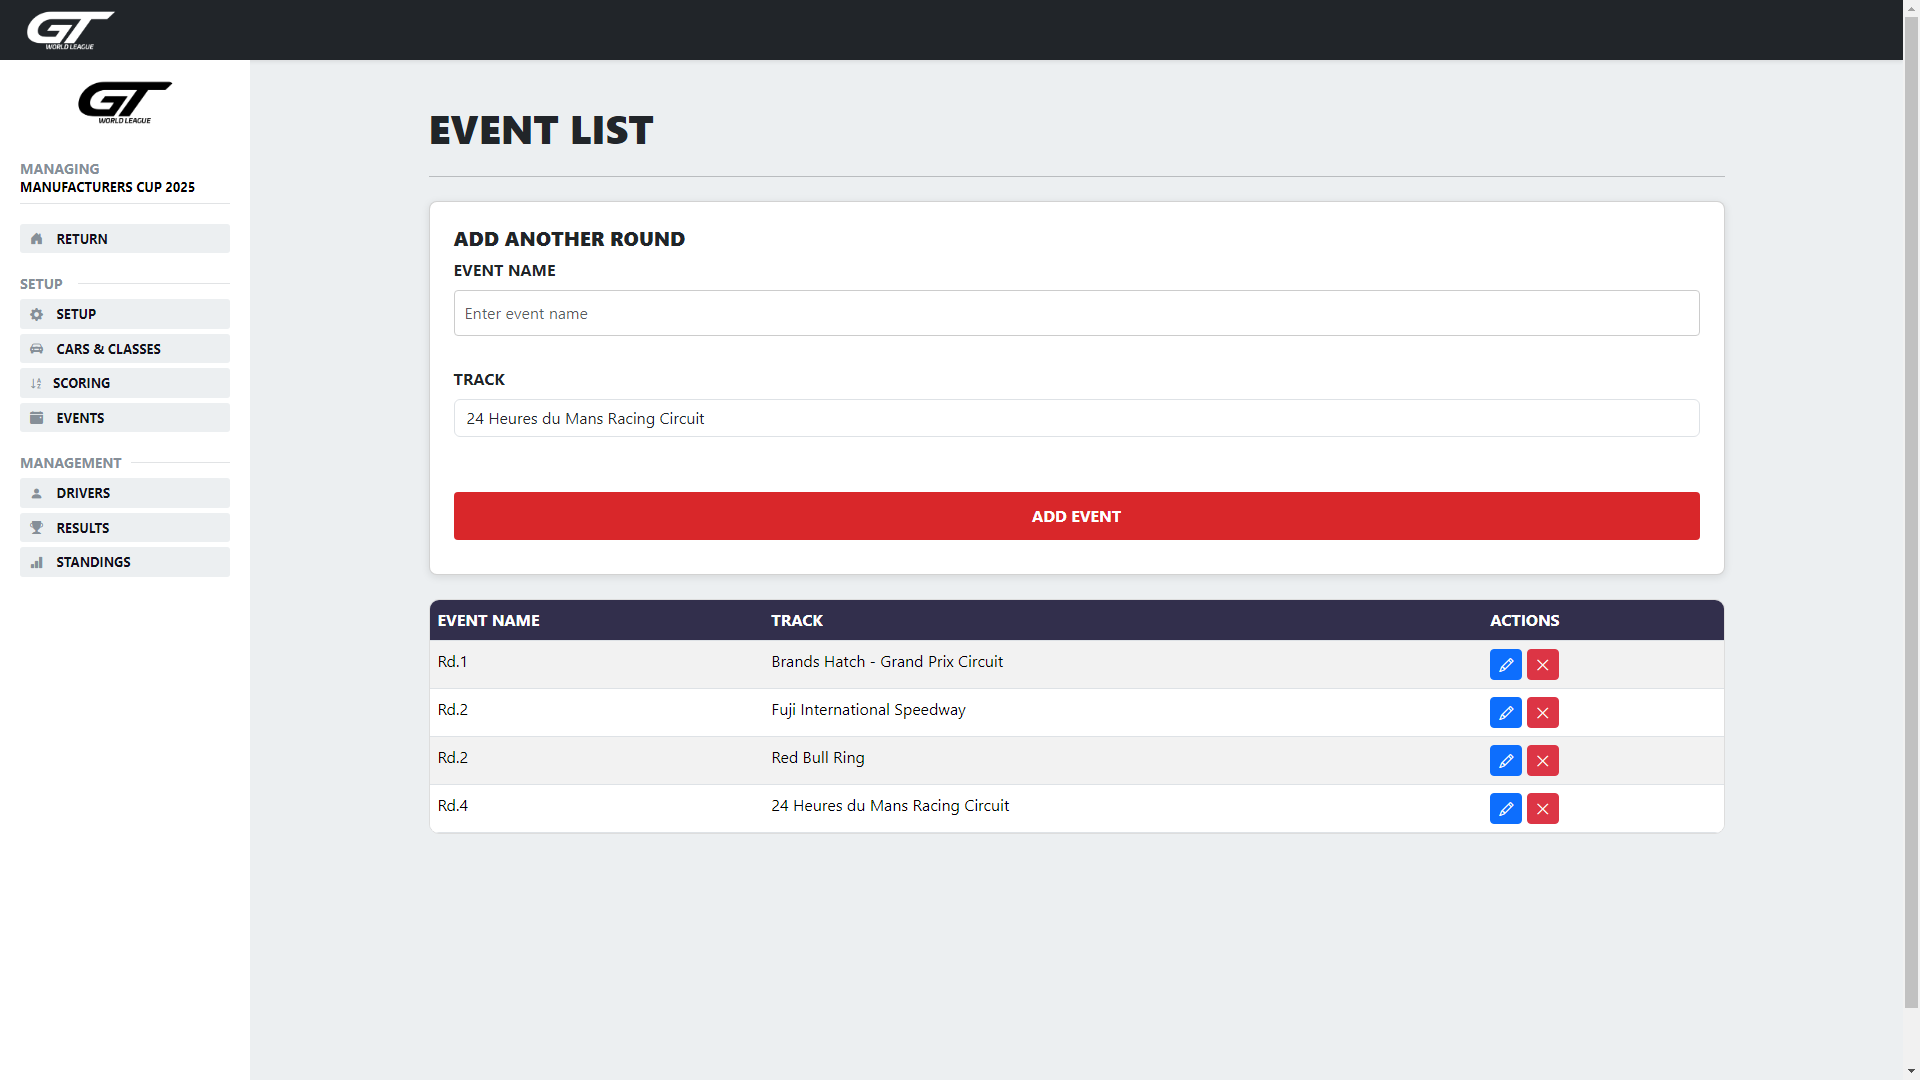 GT
WORLD LEAGUE
GT
WORLD LEAGUE
MANAGING
MANUFACTURERS CUP 2025
RETURN
SETUP
SETUP
CARS & CLASSES
SCORING
EVENTS
MANAGEMENT
DRIVERS
RESULTS
STANDINGS
EVENT LIST
ADD ANOTHER ROUND
EVENT NAME
Enter event name
TRACK
24 Heures du Mans Racing Circuit
ADD EVENT
EVENT NAME TRACK ACTIONS
Rd.1 Brands Hatch - Grand Prix Circuit
Rd.2 Fuji International Speedway
Rd.2 Red Bull Ring
Rd.4 24 Heures du Mans Racing Circuit